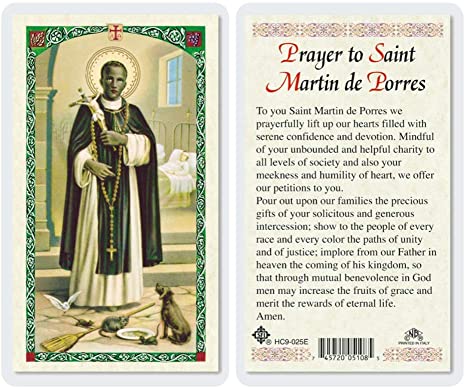 Prayer to Saint
Martin de Porres
To you Saint Martin de Porres we
prayerfully lift up our hearts filled with
serene confidence and devotion. Mindful
of your unbounded and helpful charity to
all levels of society and also your
meekness and humility of heart, we offer
our petitions to you.
Pour out upon our families the precious
gifts of your solicitous and generous
intercession; show to the people of every
race and every color the paths of unity
and of justice; implore from our Father in
heaven the coming of his kingdom, so
that through mutual benevolence in God
men may increase the fruits of grace and
merit the rewards of eternal life.
Amen.
HC9-025E
7 45720 05108 5
PRINTED IN ITALY